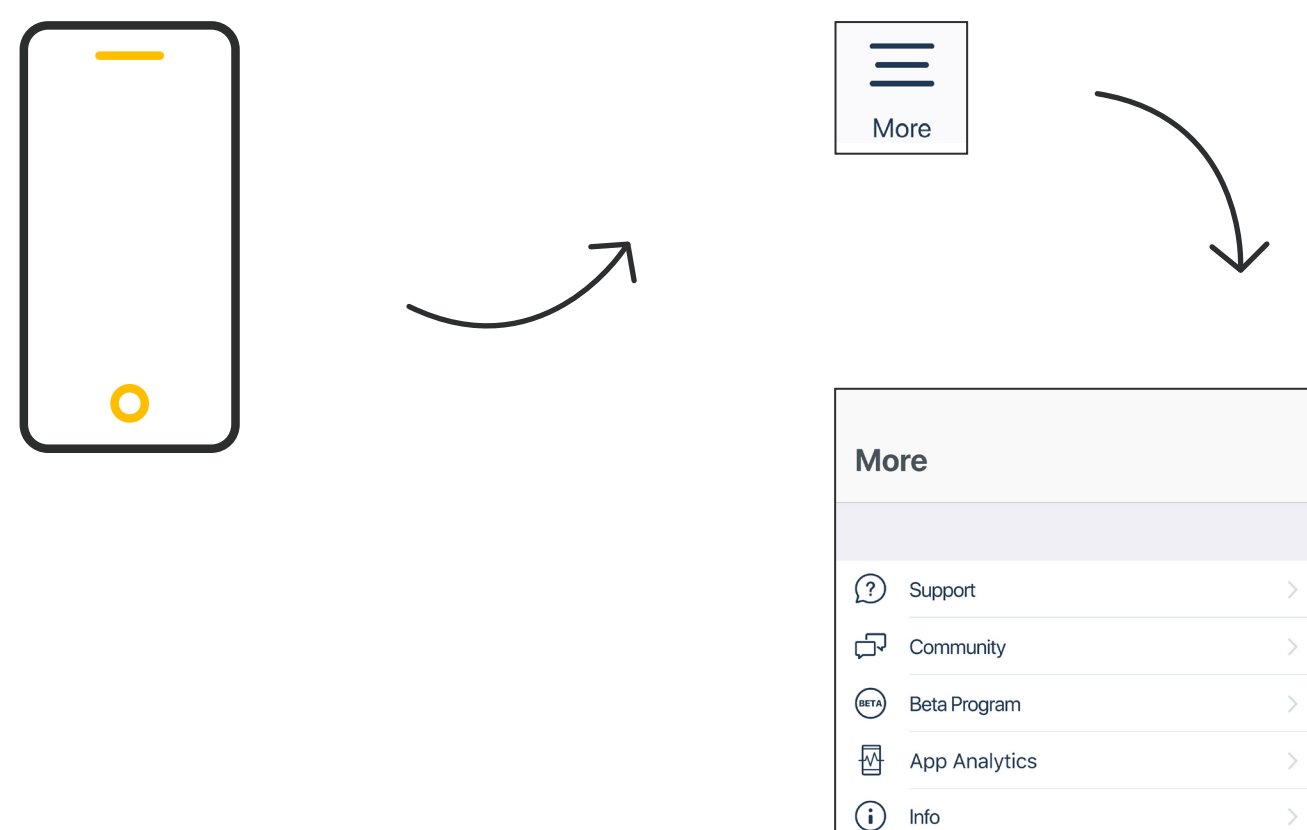 More
More
Support
Community
BETA
Beta Program
App Analytics
Info